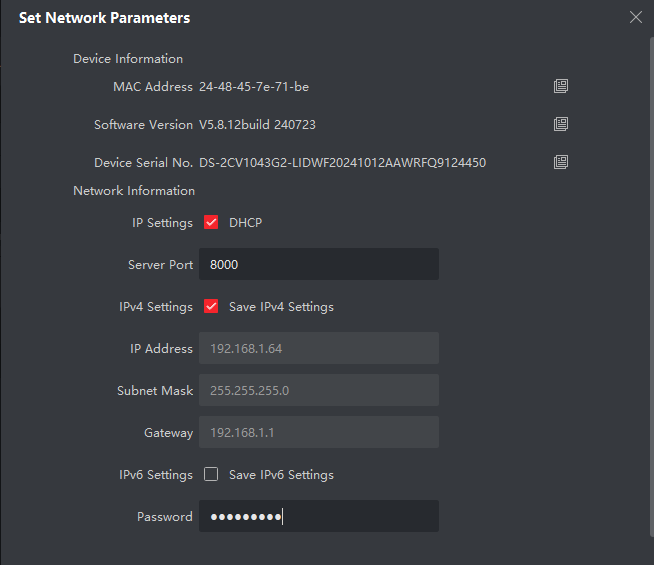 Set Network Parameters
Device Information
MAC Address 24-48-45-7e-71-be
Software Version V5.8.12build 240723
Device Serial No. DS-2CV1043G2-LIDWF20241012AAWRFQ9124450
Network Information
IP Settings DHCP
Server Port 8000
IPv4 Settings Save IPv4 Settings
IP Address 192.168.1.64
Subnet Mask 255.255.255.0
Gateway 192.168.1.1
IPv6 Settings Save IPv6 Settings
Password ●●●●●●●●●